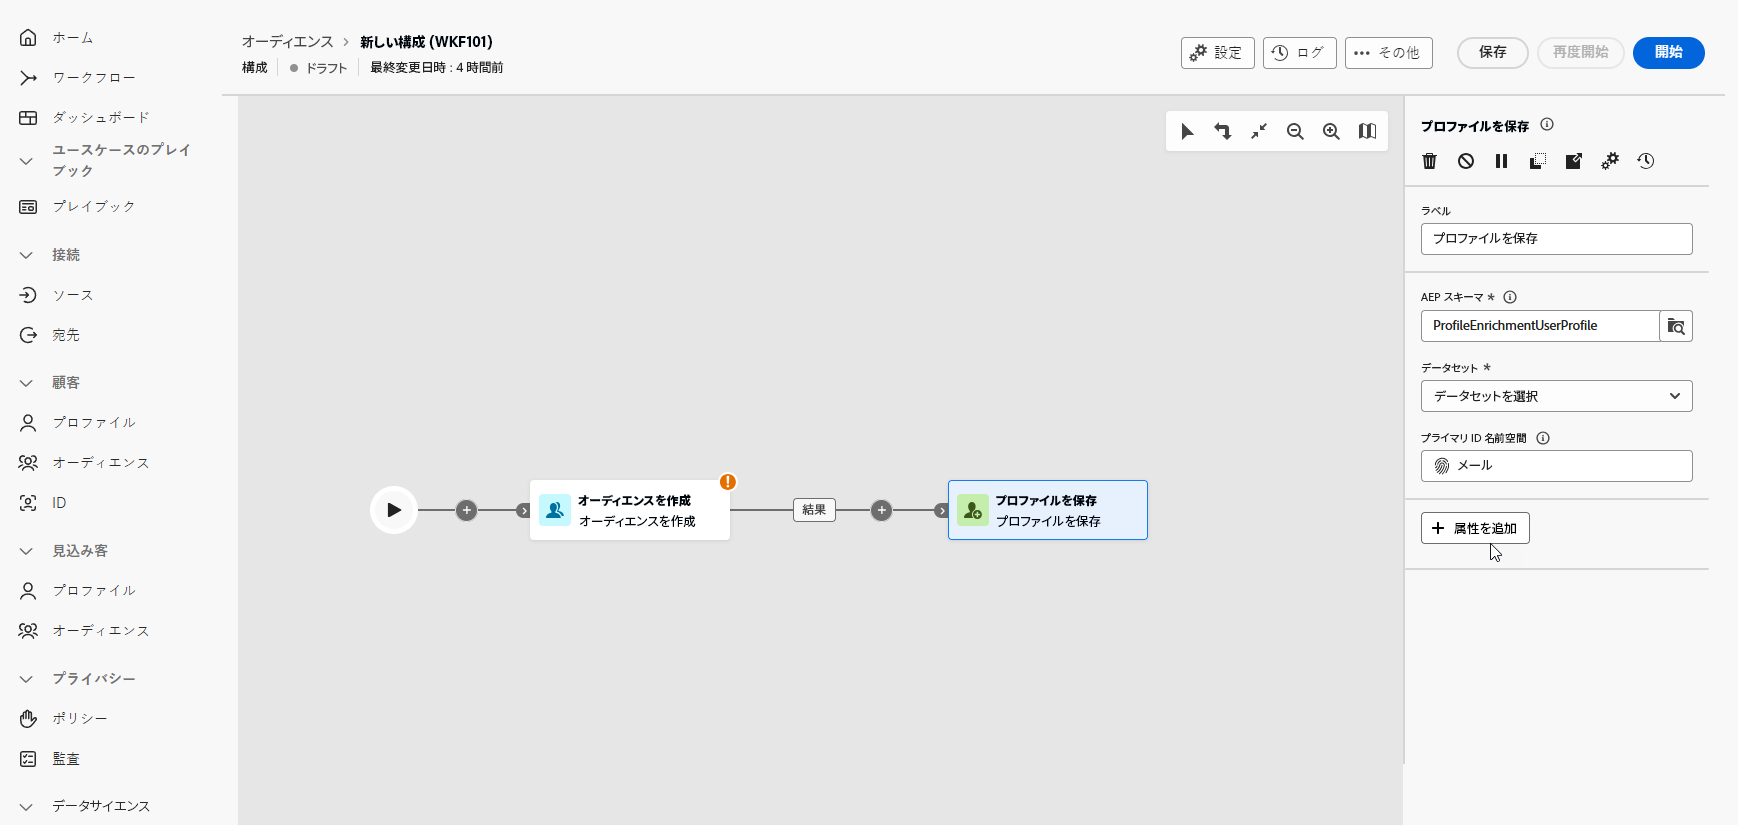 ホーム
ワークフロー
ダッシュボード
ユースケースのプレイ
ブック
プレイブック
接続
ソース
宛先
顧客
プロファイル
オーディエンス
ID
見込み客
プロファイル
オーディエンス
プライバシー
ポリシー
監査
データサイエンス
オーディエンス > 新しい構成 (WKF101)
構成 ドラフト 最終変更日時 : 4 時間前
設定 ログ その他 保存 再度開始 開始
オーディエンスを作成
オーディエンスを作成
結果
プロファイルを保存
プロファイルを保存
プロファイルを保存
ラベル
プロファイルを保存
AEP スキーマ *
ProfileEnrichmentUserProfile
データセット *
データセットを選択
プライマリ ID 名前空間
メール
+ 属性を追加